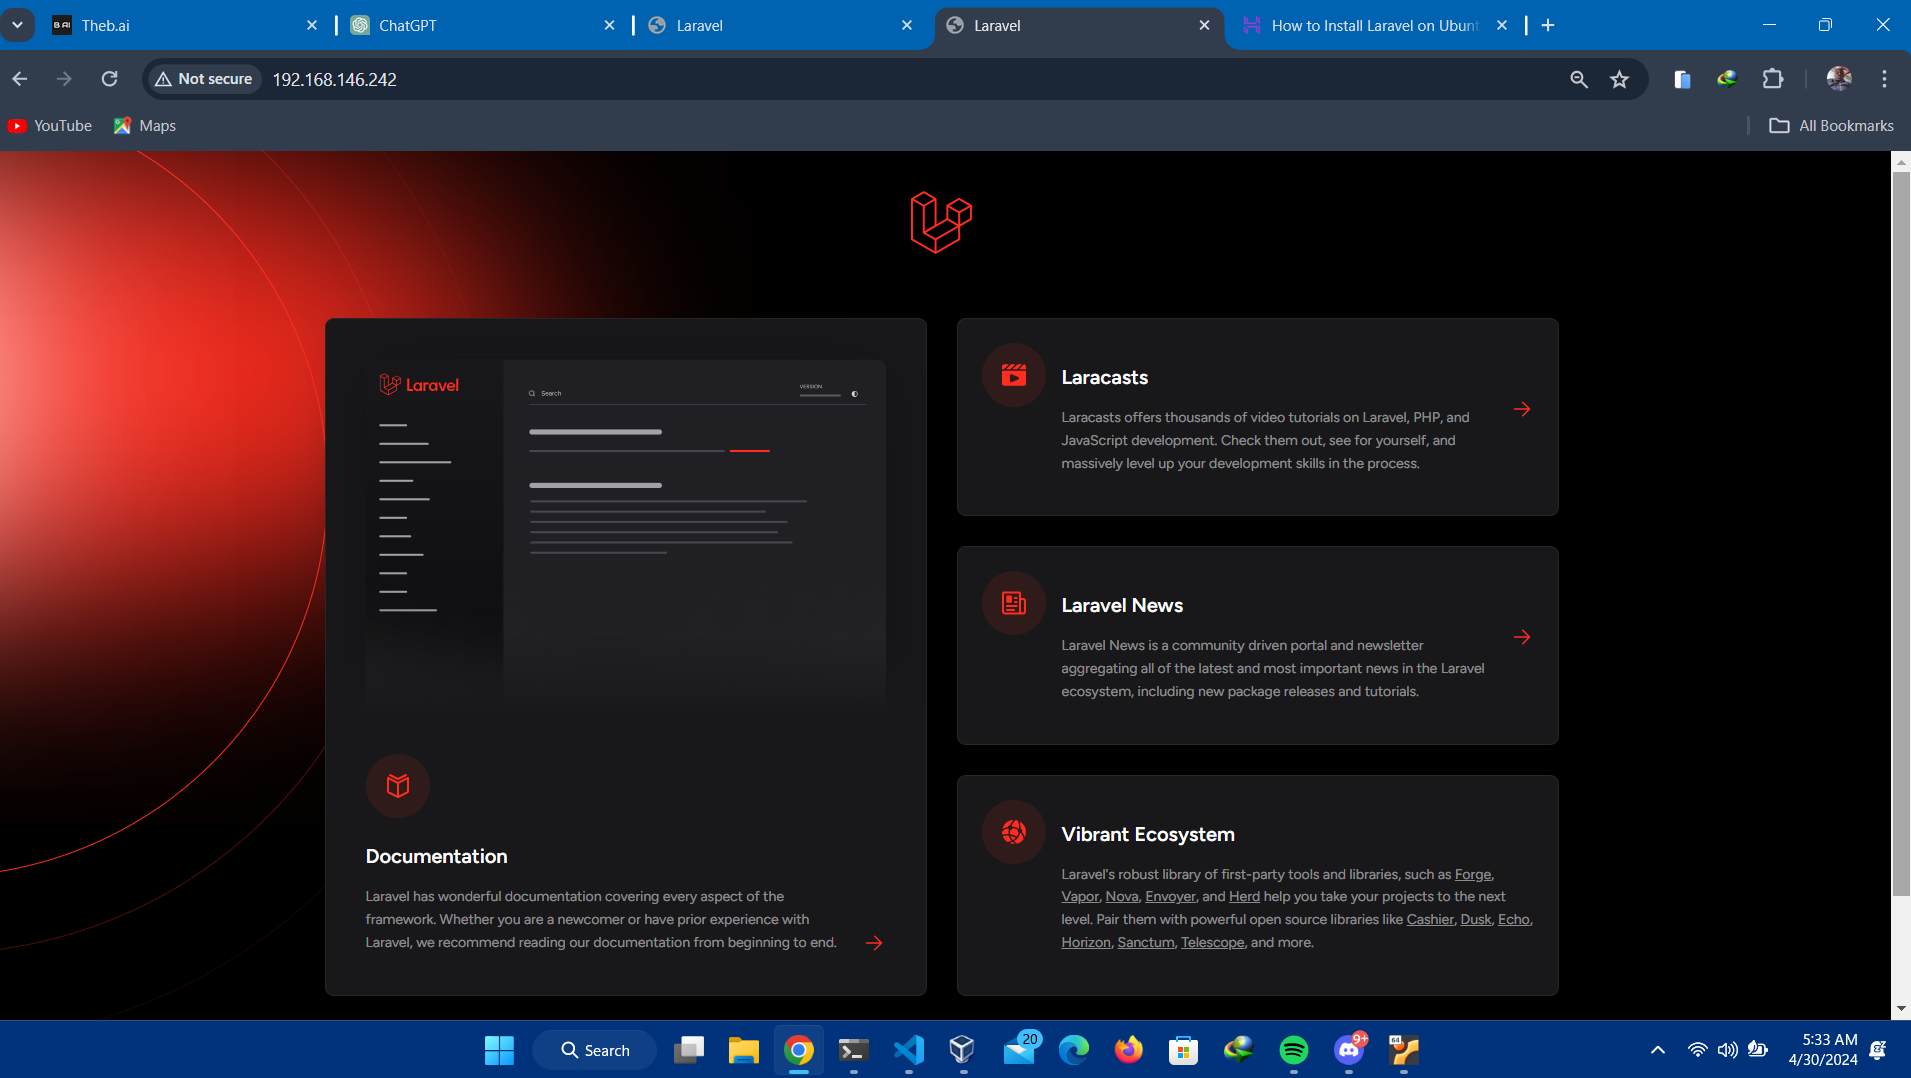 Theb.ai
ChatGPT
Laravel
Laravel
How to Install Laravel on Ubunt
Not secure
192.168.146.242
YouTube
Maps
All Bookmarks
Laravel
Search
VERSION
Documentation
Laravel has wonderful documentation covering every aspect of the
framework. Whether you are a newcomer or have prior experience with
Laravel, we recommend reading our documentation from beginning to end.
Laracasts
Laracasts offers thousands of video tutorials on Laravel, PHP, and
JavaScript development. Check them out, see for yourself, and
massively level up your development skills in the process.
Laravel News
Laravel News is a community driven portal and newsletter
aggregating all of the latest and most important news in the Laravel
ecosystem, including new package releases and tutorials.
Vibrant Ecosystem
Laravel's robust library of first-party tools and libraries, such as Forge,
Vapor, Nova, Envoyer, and Herd help you take your projects to the next
level. Pair them with powerful open source libraries like Cashier, Dusk, Echo,
Horizon, Sanctum, Telescope, and more.
Search
20
9+
64
5:33 AM
4/30/2024